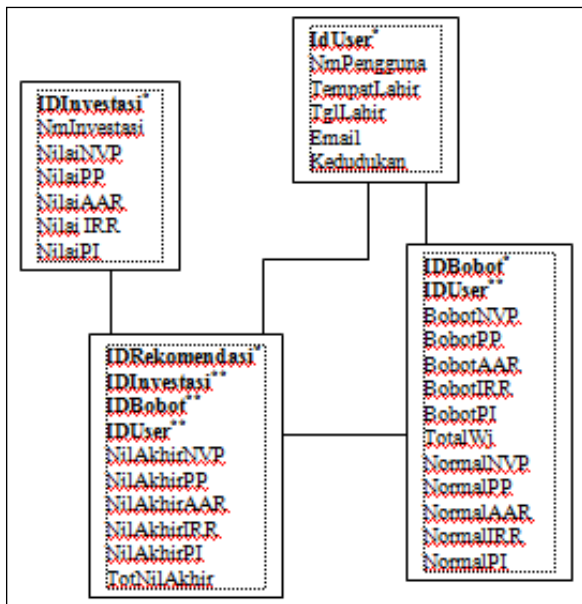 IDInvestasi*
NmInvestasi
NilaiNVP
NilaiPP
NilaiAAR
Nilai IRR
NilaiPI
IdUser*
NmPengguna
TempatLahir
TglLahir
Email
Kedudukan
IDRekomendasi*
IDInvestasi**
IDBobot**
IDUser**
NilAkhirNVP
NilAkhirPP
NilAkhirAAR
NilAkhirIRR
NilAkhirPI
TotNilAkhir
IDBobot*
IDUser**
BobotNVP
BobotPP
BobotAAR
BobotIRR
BobotPI
TotalWj
NormalNVP
NormalPP
NormalAAR
NormalIRR
NormalPI